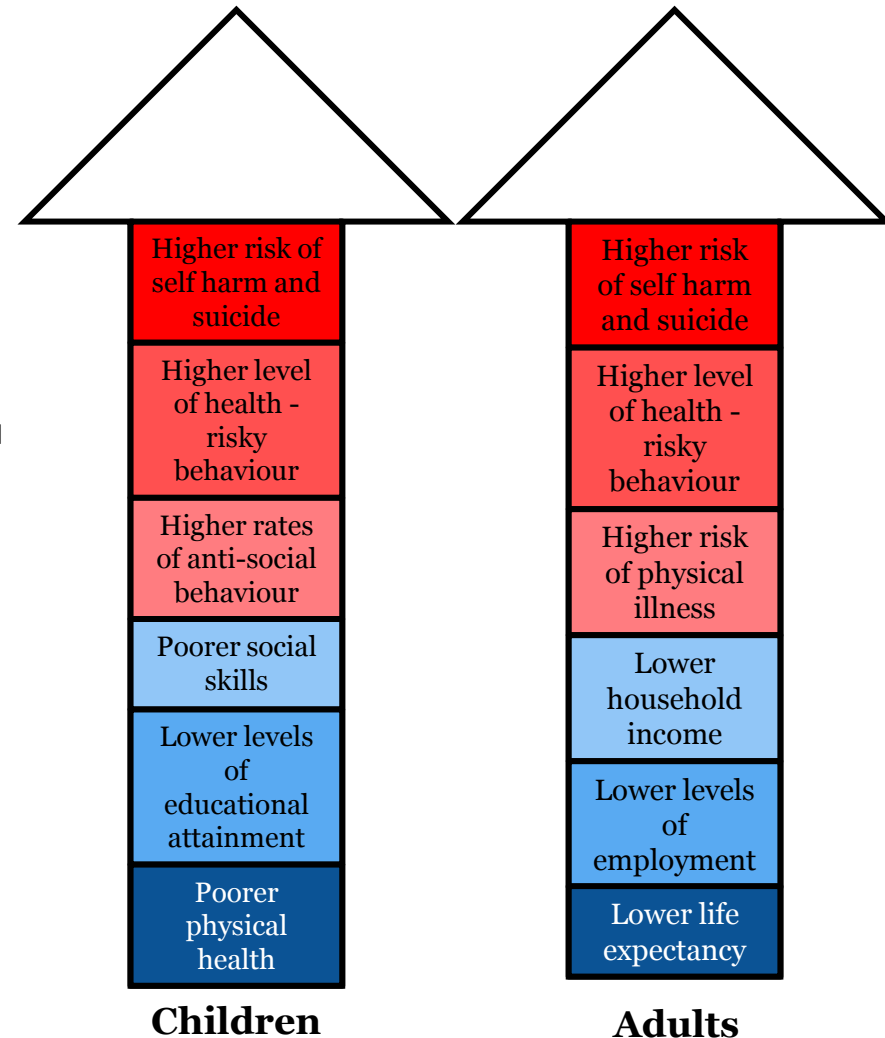 Higher risk of
self harm and
suicide
Higher level
of health -
risky
behaviour
Higher rates
of anti-social
behaviour
Poorer social
skills
Lower levels
of
educational
attainment
Poorer
physical
health
Children
Higher risk
of self harm
and suicide
Higher level
of health -
risky
behaviour
Higher risk
of physical
illness
Lower
household
income
Lower levels
of
employment
Lower life
expectancy
Adults